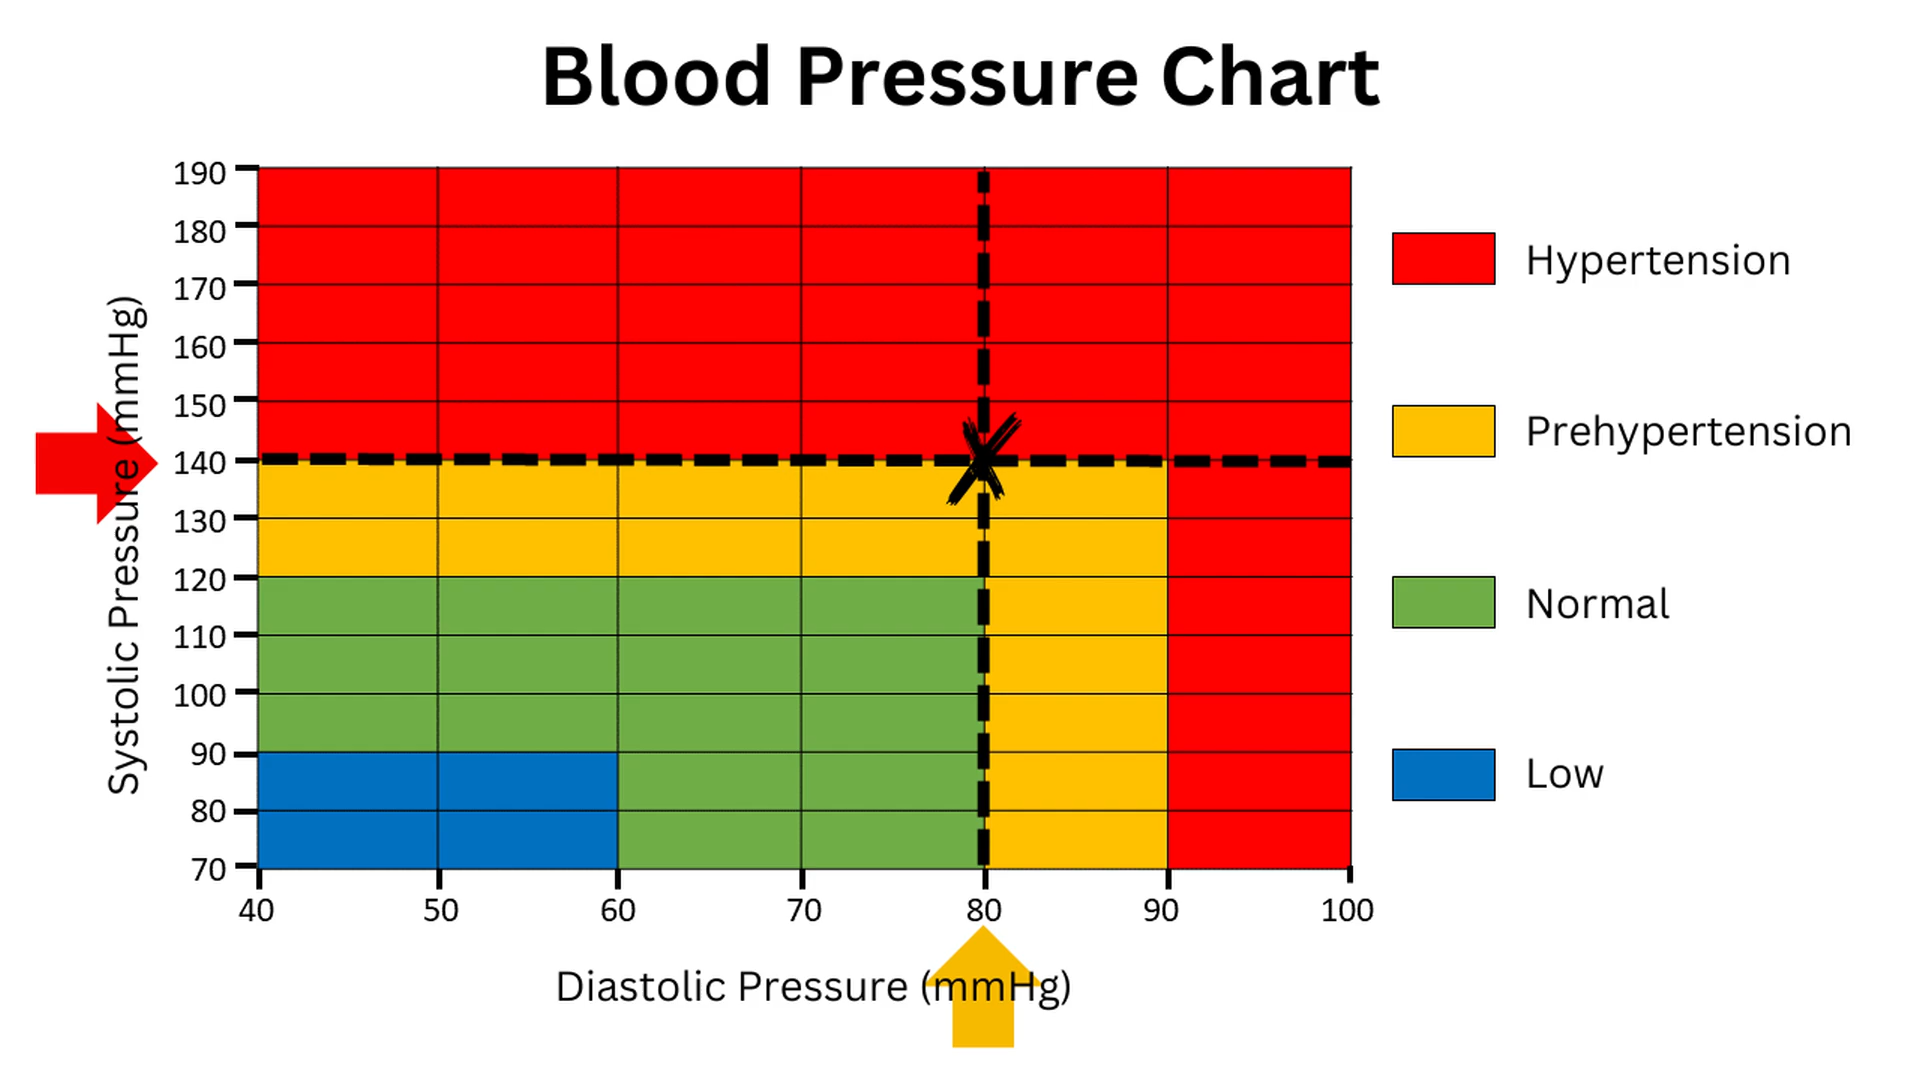 Blood Pressure Chart
Systolic Pressure (mmHg)
190
180
170
160
150
140
130
120
110
100
90
80
70
40 50 60 70 80 90 100
Diastolic Pressure (mmHg)
Hypertension
Prehypertension
Normal
Low